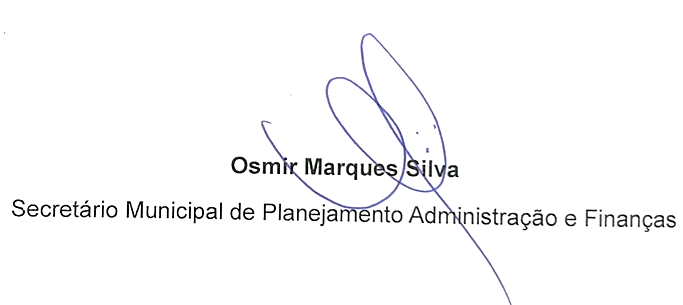 Osmir Marques Silva
Secretário Municipal de Planejamento Administração e Finanças